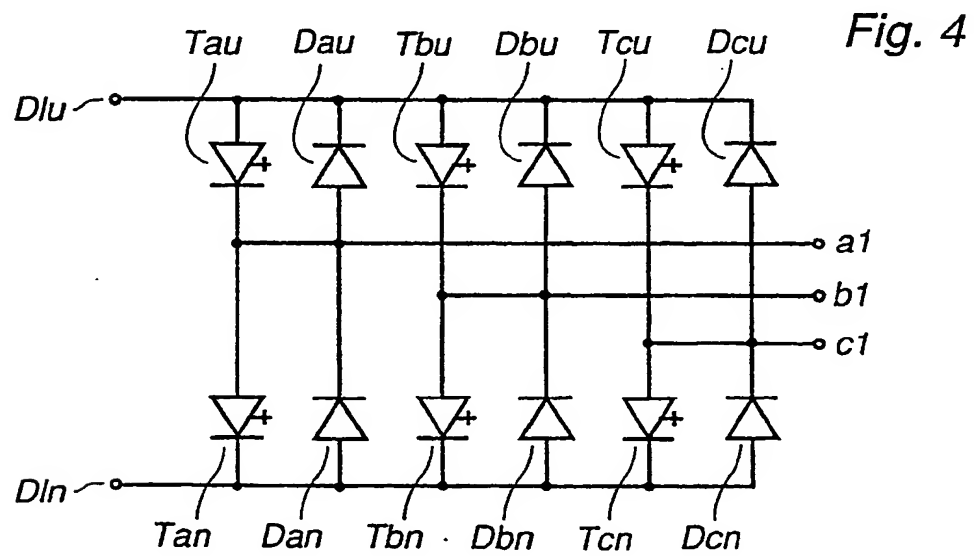 Fig. 4
Tau Dau Tbu Dbu Tcu Dcu
Dlu
a1
b1
c1
Dln
Tan Dan Tbn Dbn Tcn Dcn